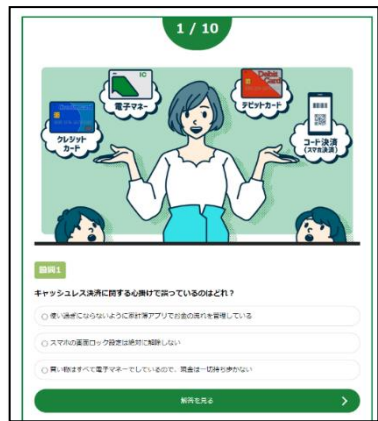 1 / 10
IC
電子マネー
Debit
Card
デビットカード
クレジット
カード
コード決済
(スマホ決済)
設問1
キャッシュレス決済に関する心掛けで誤っているのはどれ?
使い過ぎにならないように家計簿アプリでお金の流れを管理している
スマホの画面ロック設定は絶対に解除しない
買い物はすべて電子マネーでしているので、現金は一切持ち歩かない
解答を見る